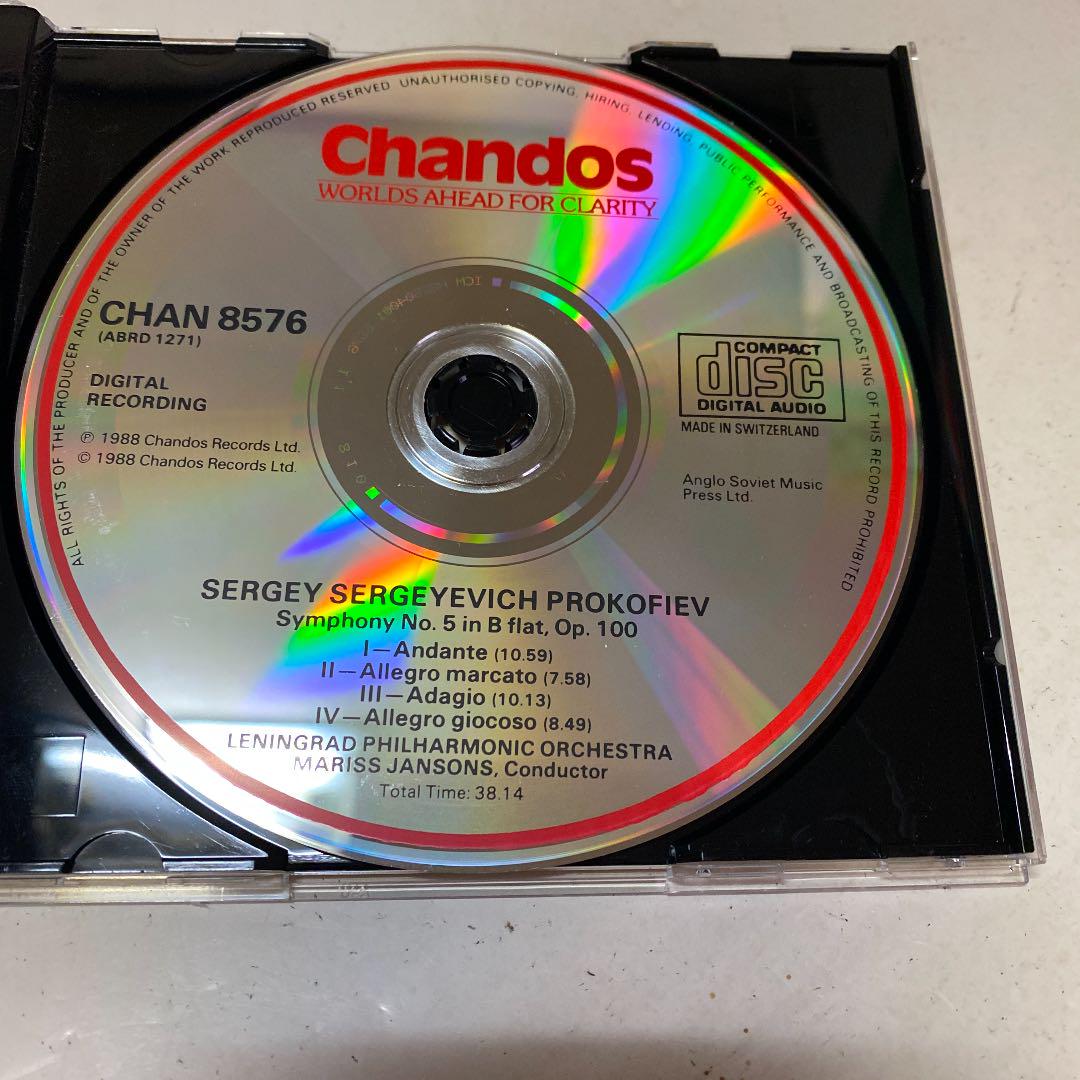 ALL RIGHTS OF THE PRODUCER AND OF THE OWNER OF THE WORK REPRODUCED RESERVED UNAUTHORISED COPYING, HIRING, LENDING, PUBLIC PERFORMANCE AND BROADCASTING OF THIS RECORD PROHIBITED
Chandos
WORLDS AHEAD FOR CLARITY
CHAN 8576
(ABRD 1271)
DIGITAL
RECORDING
℗ 1988 Chandos Records Ltd.
© 1988 Chandos Records Ltd.
COMPACT
disc
DIGITAL AUDIO
MADE IN SWITZERLAND
Anglo Soviet Music
Press Ltd.
SERGEY SERGEYEVICH PROKOFIEV
Symphony No. 5 in B flat, Op. 100
I—Andante (10.59)
II—Allegro marcato (7.58)
III—Adagio (10.13)
IV—Allegro giocoso (8.49)
LENINGRAD PHILHARMONIC ORCHESTRA
MARISS JANSONS, Conductor
Total Time: 38.14